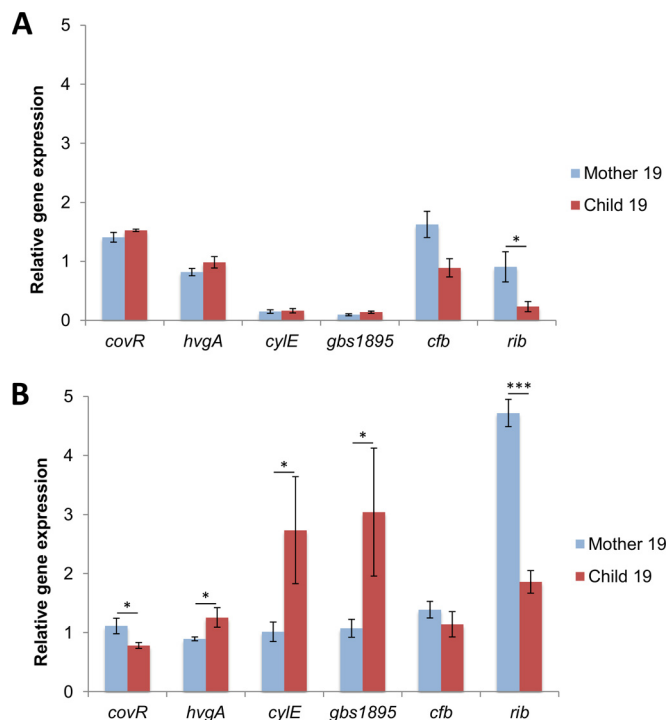 A
5
4
3
2
1
0
Relative gene expression
*
covR hvgA cylE gbs1895 cfb rib
Mother 19
Child 19
B
5
4
3
2
1
0
Relative gene expression
* * * * ***
covR hvgA cylE gbs1895 cfb rib
Mother 19
Child 19